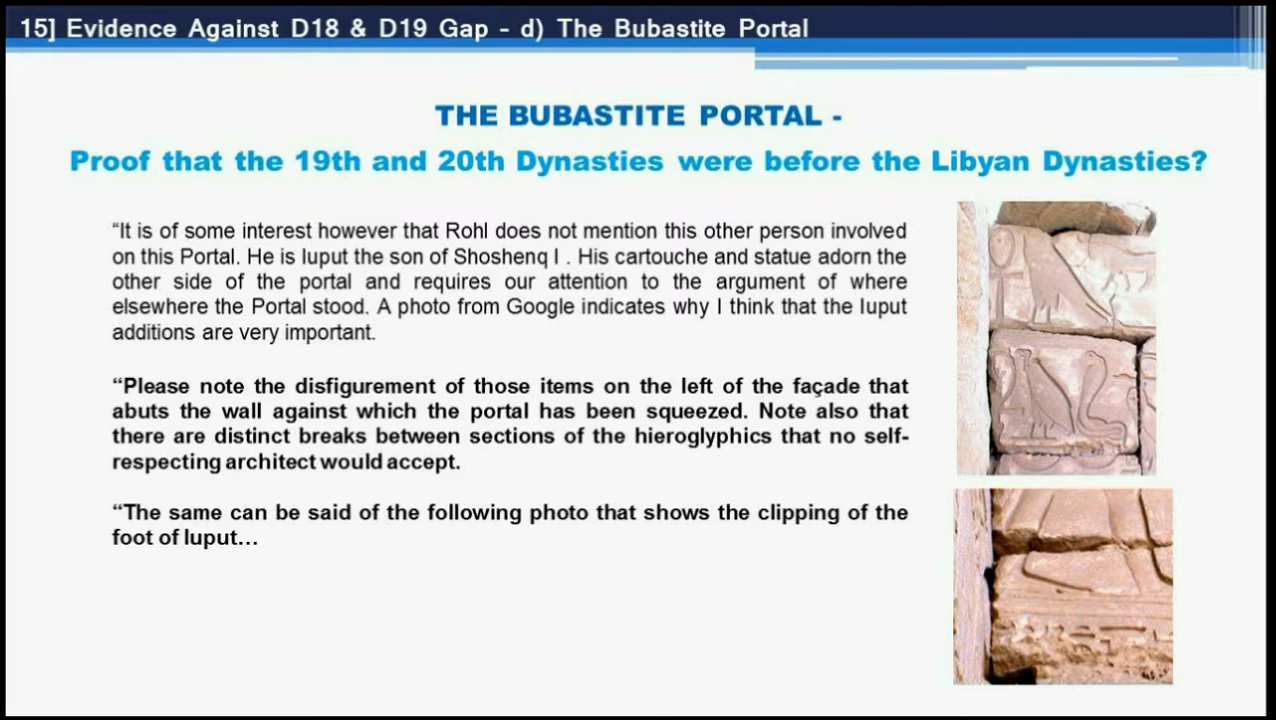 15] Evidence Against D18 & D19 Gap - d) The Bubastite Portal
THE BUBASTITE PORTAL -
Proof that the 19th and 20th Dynasties were before the Libyan Dynasties?
“It is of some interest however that Rohl does not mention this other person involved
on this Portal. He is Iuput the son of Shoshenq I . His cartouche and statue adorn the
other side of the portal and requires our attention to the argument of where
elsewhere the Portal stood. A photo from Google indicates why I think that the Iuput
additions are very important.
“Please note the disfigurement of those items on the left of the façade that
abuts the wall against which the portal has been squeezed. Note also that
there are distinct breaks between sections of the hieroglyphics that no self-
respecting architect would accept.
“The same can be said of the following photo that shows the clipping of the
foot of Iuput…